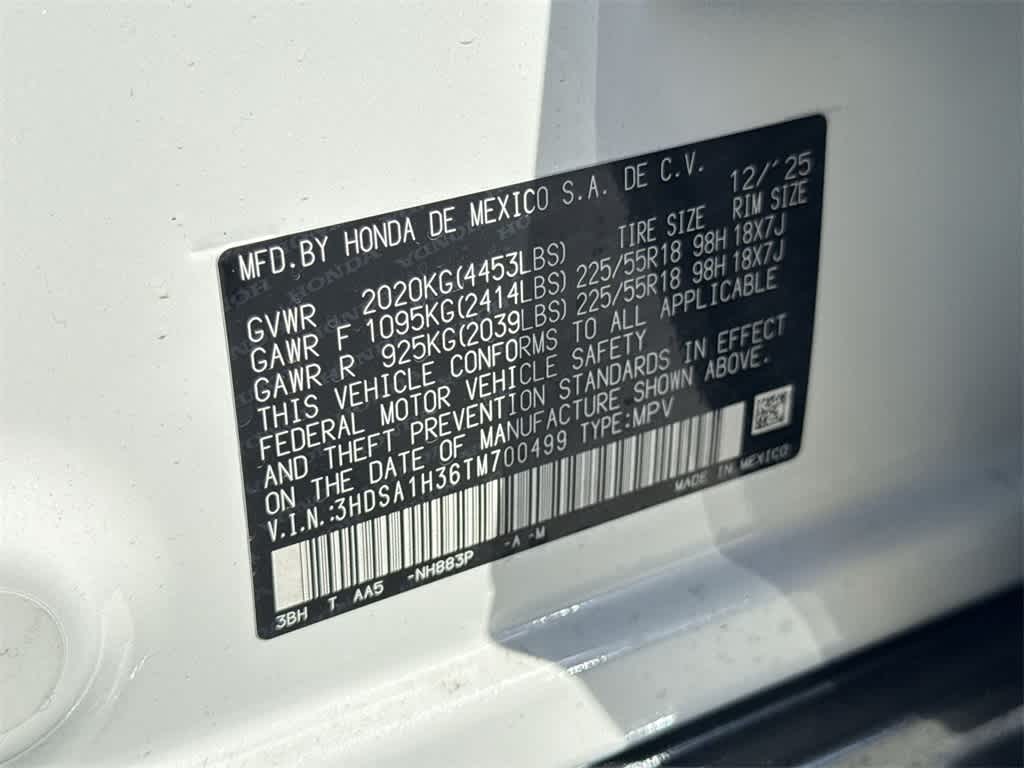 MFD.BY HONDA DE MEXICO S.A. DE C.V. 12/'25
TIRE SIZE RIM SIZE
GVWR 2020KG(4453LBS)
GAWR F 1095KG(2414LBS) 225/55R18 98H 18X7J
GAWR R 925KG(2039LBS) 225/55R18 98H 18X7J
THIS VEHICLE CONFORMS TO ALL APPLICABLE
FEDERAL MOTOR VEHICLE SAFETY
AND THEFT PREVENTION STANDARDS IN EFFECT
ON THE DATE OF MANUFACTURE SHOWN ABOVE.
V.I.N.:3HDSA1H36TM700499 TYPE:MPV
MADE IN MEXICO
3BH T AA5 -NH883P -A -M